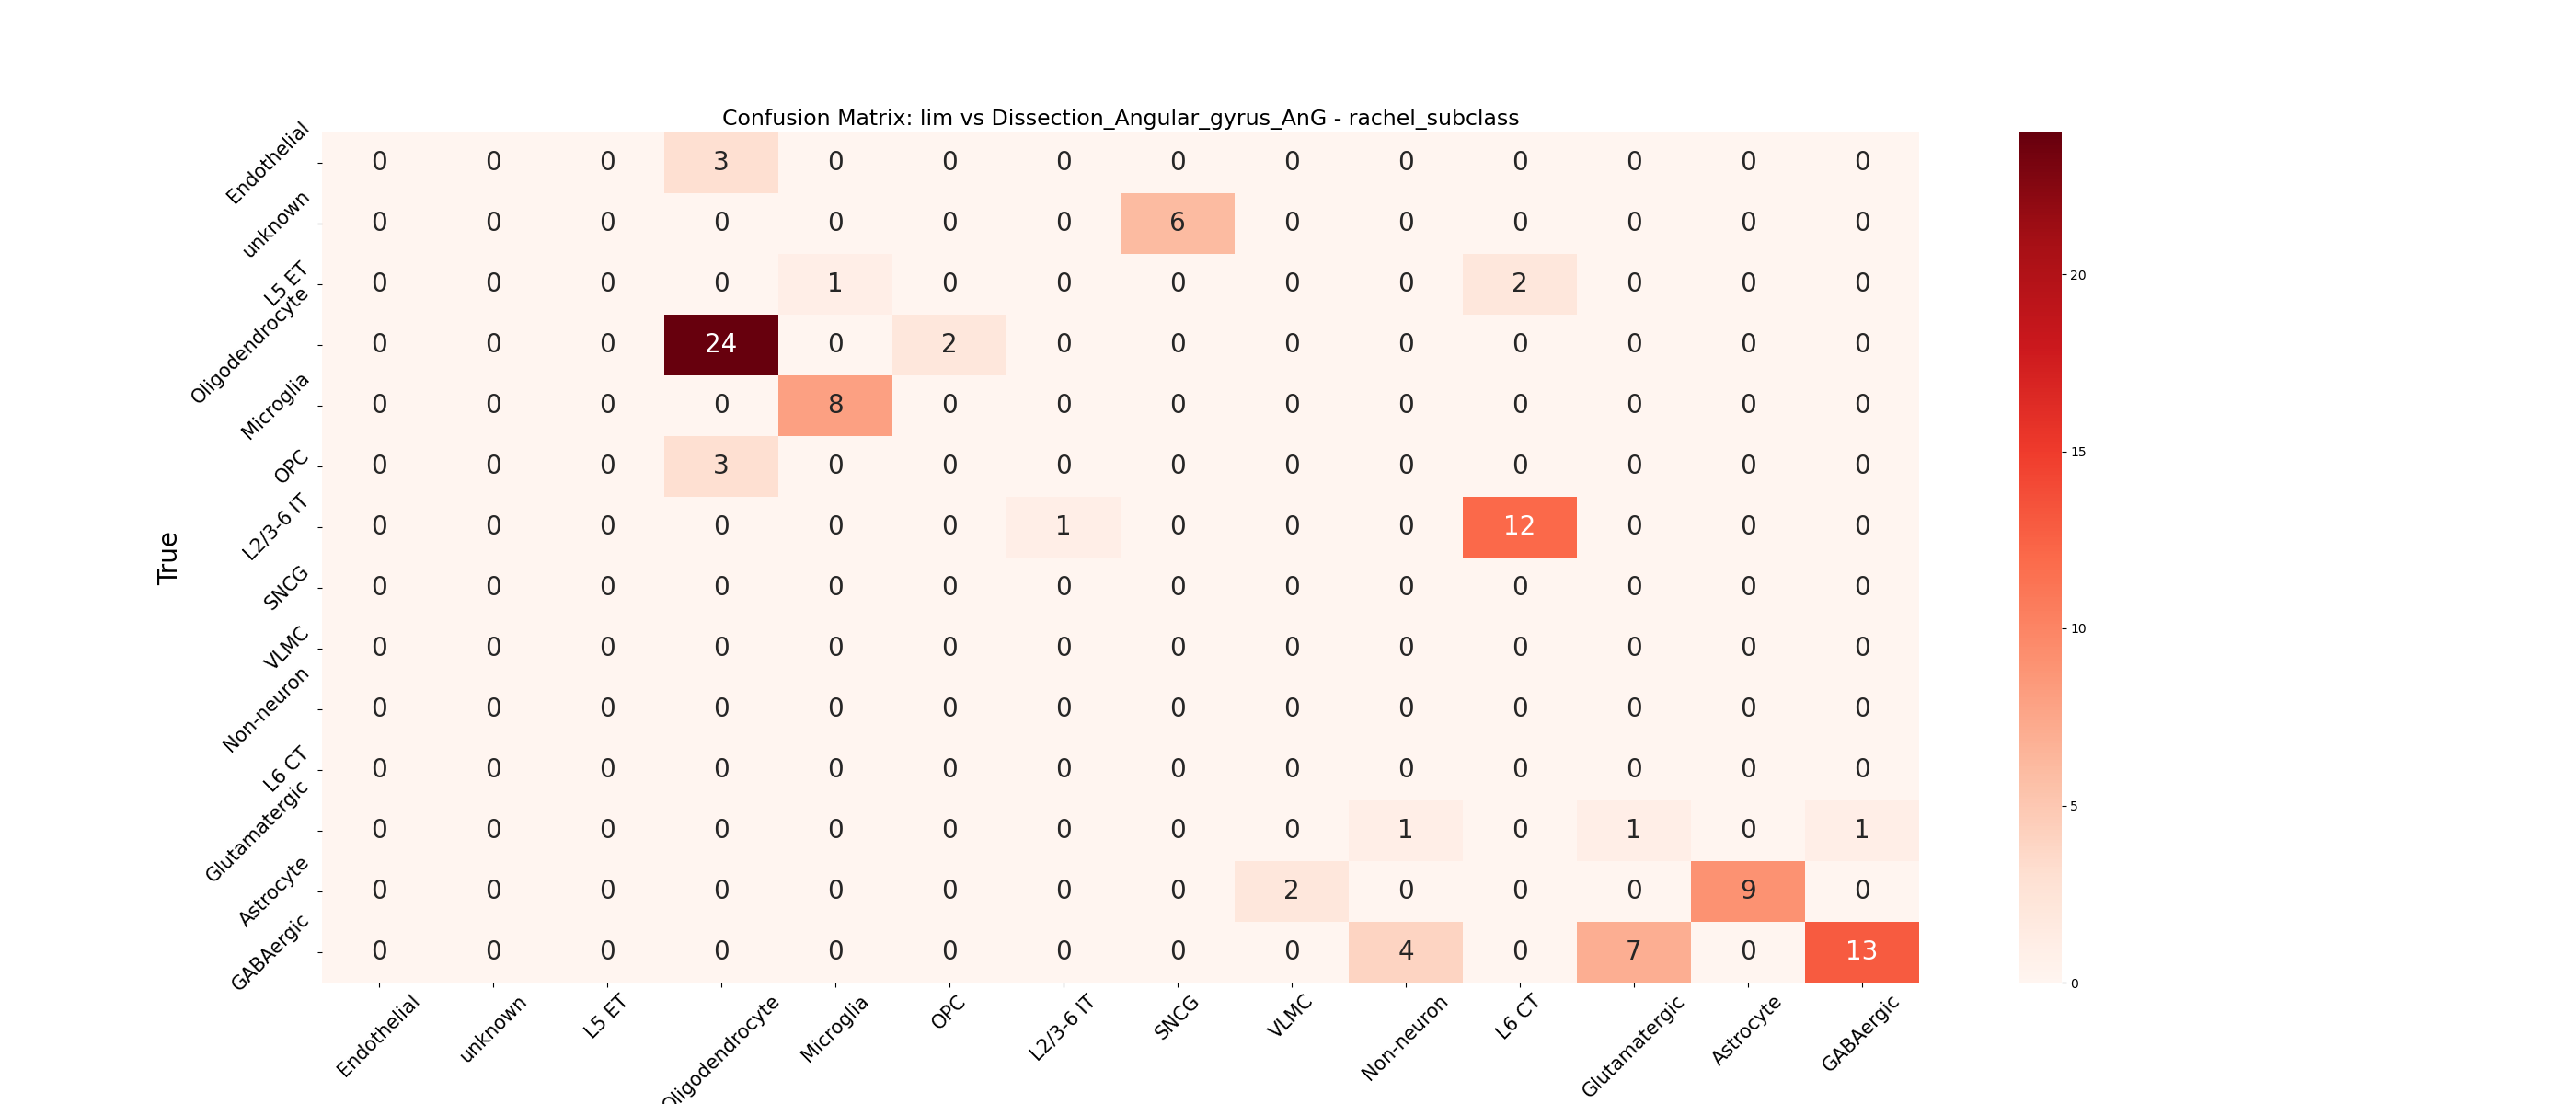 Confusion Matrix: lim vs Dissection_Angular_gyrus_AnG - rachel_subclass
Endothelial 0 0 0 3 0 0 0 0 0 0 0 0 0 0
unknown 0 0 0 0 0 0 0 6 0 0 0 0 0 0
L5 ET 0 0 0 0 1 0 0 0 0 0 2 0 0 0
Oligodendrocyte 0 0 0 24 0 2 0 0 0 0 0 0 0 0
Microglia 0 0 0 0 8 0 0 0 0 0 0 0 0 0
OPC 0 0 0 3 0 0 0 0 0 0 0 0 0 0
L2/3-6 IT 0 0 0 0 0 0 1 0 0 0 12 0 0 0
SNCG 0 0 0 0 0 0 0 0 0 0 0 0 0 0
VLMC 0 0 0 0 0 0 0 0 0 0 0 0 0 0
Non-neuron 0 0 0 0 0 0 0 0 0 0 0 0 0 0
L6 CT 0 0 0 0 0 0 0 0 0 0 0 0 0 0
Glutamatergic 0 0 0 0 0 0 0 0 0 1 0 1 0 1
Astrocyte 0 0 0 0 0 0 0 0 2 0 0 0 9 0
GABAergic 0 0 0 0 0 0 0 0 0 4 0 7 0 13
True
Endothelial unknown L5 ET Oligodendrocyte Microglia OPC L2/3-6 IT SNCG VLMC Non-neuron L6 CT Glutamatergic Astrocyte GABAergic
20
15
10
5
0